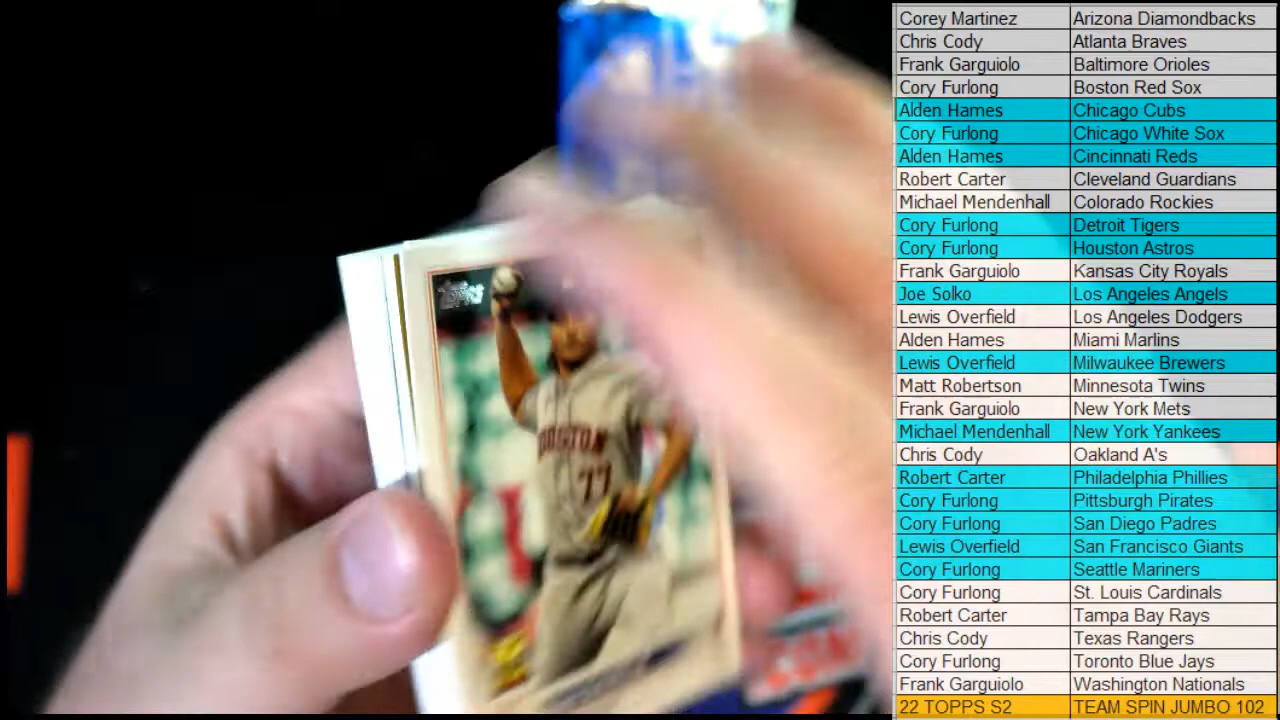 Corey Martinez Arizona Diamondbacks
Chris Cody Atlanta Braves
Frank Garguiolo Baltimore Orioles
Cory Furlong Boston Red Sox
Alden Hames Chicago Cubs
Cory Furlong Chicago White Sox
Alden Hames Cincinnati Reds
Robert Carter Cleveland Guardians
Michael Mendenhall Colorado Rockies
Cory Furlong Detroit Tigers
Cory Furlong Houston Astros
Frank Garguiolo Kansas City Royals
Joe Solko Los Angeles Angels
Lewis Overfield Los Angeles Dodgers
Alden Hames Miami Marlins
Lewis Overfield Milwaukee Brewers
Matt Robertson Minnesota Twins
Frank Garguiolo New York Mets
Michael Mendenhall New York Yankees
Chris Cody Oakland A's
Robert Carter Philadelphia Phillies
Cory Furlong Pittsburgh Pirates
Cory Furlong San Diego Padres
Lewis Overfield San Francisco Giants
Cory Furlong Seattle Mariners
Cory Furlong St. Louis Cardinals
Robert Carter Tampa Bay Rays
Chris Cody Texas Rangers
Cory Furlong Toronto Blue Jays
Frank Garguiolo Washington Nationals
22 TOPPS S2 TEAM SPIN JUMBO 102
TOPPS
HOUSTON
77